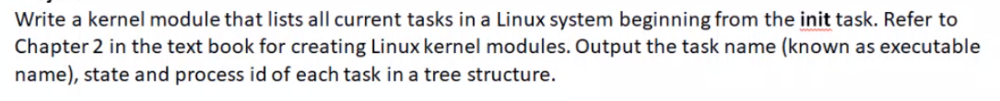 Write a kernel module that lists all current tasks in a Linux system beginning from the init task. Refer to
Chapter 2 in the text book for creating Linux kernel modules. Output the task name (known as executable
name), state and process id of each task in a tree structure.